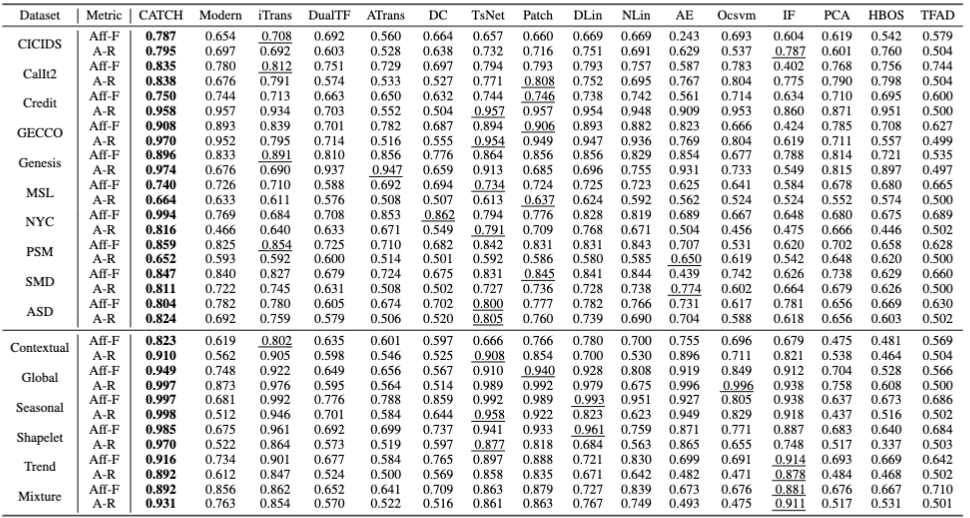 Dataset Metric CATCH Modern iTrans DualTF ATrans DC TsNet Patch DLin NLin AE Ocsvm IF PCA HBOS TFAD
CICIDS Aff-F 0.787 0.654 0.708 0.692 0.560 0.664 0.657 0.660 0.669 0.669 0.243 0.693 0.604 0.619 0.542 0.579
A-R 0.795 0.697 0.692 0.603 0.528 0.638 0.732 0.716 0.751 0.691 0.629 0.537 0.787 0.601 0.760 0.504
CalIt2 Aff-F 0.835 0.780 0.812 0.751 0.729 0.697 0.794 0.793 0.793 0.757 0.587 0.783 0.402 0.768 0.756 0.744
A-R 0.838 0.676 0.791 0.574 0.533 0.527 0.771 0.808 0.752 0.695 0.767 0.804 0.775 0.790 0.798 0.504
Credit Aff-F 0.750 0.744 0.713 0.663 0.650 0.632 0.744 0.746 0.738 0.742 0.561 0.714 0.634 0.710 0.695 0.600
A-R 0.958 0.957 0.934 0.703 0.552 0.504 0.957 0.957 0.954 0.948 0.909 0.953 0.860 0.871 0.951 0.500
GECCO Aff-F 0.908 0.893 0.839 0.701 0.782 0.687 0.894 0.906 0.893 0.882 0.823 0.666 0.424 0.785 0.708 0.627
A-R 0.970 0.952 0.795 0.714 0.516 0.555 0.954 0.949 0.947 0.936 0.769 0.804 0.619 0.711 0.557 0.499
Genesis Aff-F 0.896 0.833 0.891 0.810 0.856 0.776 0.864 0.856 0.856 0.829 0.854 0.677 0.788 0.814 0.721 0.535
A-R 0.974 0.676 0.690 0.937 0.947 0.659 0.913 0.685 0.696 0.755 0.931 0.733 0.549 0.815 0.897 0.497
MSL Aff-F 0.740 0.726 0.710 0.588 0.692 0.694 0.734 0.724 0.725 0.723 0.625 0.641 0.584 0.678 0.680 0.665
A-R 0.664 0.633 0.611 0.576 0.508 0.507 0.613 0.637 0.624 0.592 0.562 0.524 0.524 0.552 0.574 0.500
NYC Aff-F 0.994 0.769 0.684 0.708 0.853 0.862 0.794 0.776 0.828 0.819 0.689 0.667 0.648 0.680 0.675 0.689
A-R 0.816 0.466 0.640 0.633 0.671 0.549 0.791 0.709 0.768 0.671 0.504 0.456 0.475 0.666 0.446 0.502
PSM Aff-F 0.859 0.825 0.854 0.725 0.710 0.682 0.842 0.831 0.831 0.843 0.707 0.531 0.620 0.702 0.658 0.628
A-R 0.652 0.593 0.592 0.600 0.514 0.501 0.592 0.586 0.580 0.585 0.650 0.619 0.542 0.648 0.620 0.500
SMD Aff-F 0.847 0.840 0.827 0.679 0.724 0.675 0.831 0.845 0.841 0.844 0.439 0.742 0.626 0.738 0.629 0.660
A-R 0.811 0.722 0.745 0.631 0.508 0.502 0.727 0.736 0.728 0.738 0.774 0.602 0.664 0.679 0.626 0.500
ASD Aff-F 0.804 0.782 0.780 0.605 0.674 0.702 0.800 0.777 0.782 0.766 0.731 0.617 0.781 0.656 0.669 0.630
A-R 0.824 0.692 0.759 0.579 0.506 0.520 0.805 0.760 0.739 0.690 0.704 0.588 0.618 0.656 0.603 0.502
Contextual Aff-F 0.823 0.619 0.802 0.635 0.601 0.597 0.666 0.766 0.780 0.700 0.755 0.696 0.679 0.475 0.481 0.569
A-R 0.910 0.562 0.905 0.598 0.546 0.525 0.908 0.854 0.700 0.530 0.896 0.711 0.821 0.538 0.464 0.504
Global Aff-F 0.949 0.748 0.922 0.649 0.656 0.567 0.910 0.940 0.928 0.808 0.919 0.849 0.912 0.704 0.528 0.566
A-R 0.997 0.873 0.976 0.595 0.564 0.514 0.989 0.992 0.979 0.675 0.996 0.996 0.938 0.758 0.608 0.500
Seasonal Aff-F 0.997 0.681 0.992 0.776 0.788 0.859 0.992 0.989 0.993 0.951 0.927 0.805 0.938 0.637 0.673 0.686
A-R 0.998 0.512 0.946 0.701 0.584 0.644 0.958 0.922 0.823 0.623 0.949 0.829 0.918 0.437 0.516 0.502
Shapelet Aff-F 0.985 0.675 0.961 0.692 0.699 0.737 0.941 0.933 0.961 0.759 0.871 0.771 0.887 0.683 0.640 0.684
A-R 0.970 0.522 0.864 0.573 0.519 0.597 0.877 0.818 0.684 0.563 0.865 0.655 0.748 0.517 0.337 0.503
Trend Aff-F 0.916 0.734 0.901 0.677 0.584 0.765 0.897 0.888 0.721 0.830 0.699 0.691 0.914 0.693 0.669 0.642
A-R 0.892 0.612 0.847 0.524 0.500 0.569 0.858 0.835 0.671 0.642 0.482 0.471 0.878 0.484 0.468 0.502
Mixture Aff-F 0.892 0.856 0.862 0.652 0.641 0.709 0.863 0.879 0.727 0.839 0.673 0.676 0.881 0.676 0.667 0.710
A-R 0.931 0.763 0.854 0.570 0.522 0.516 0.861 0.863 0.767 0.749 0.493 0.475 0.911 0.517 0.531 0.501